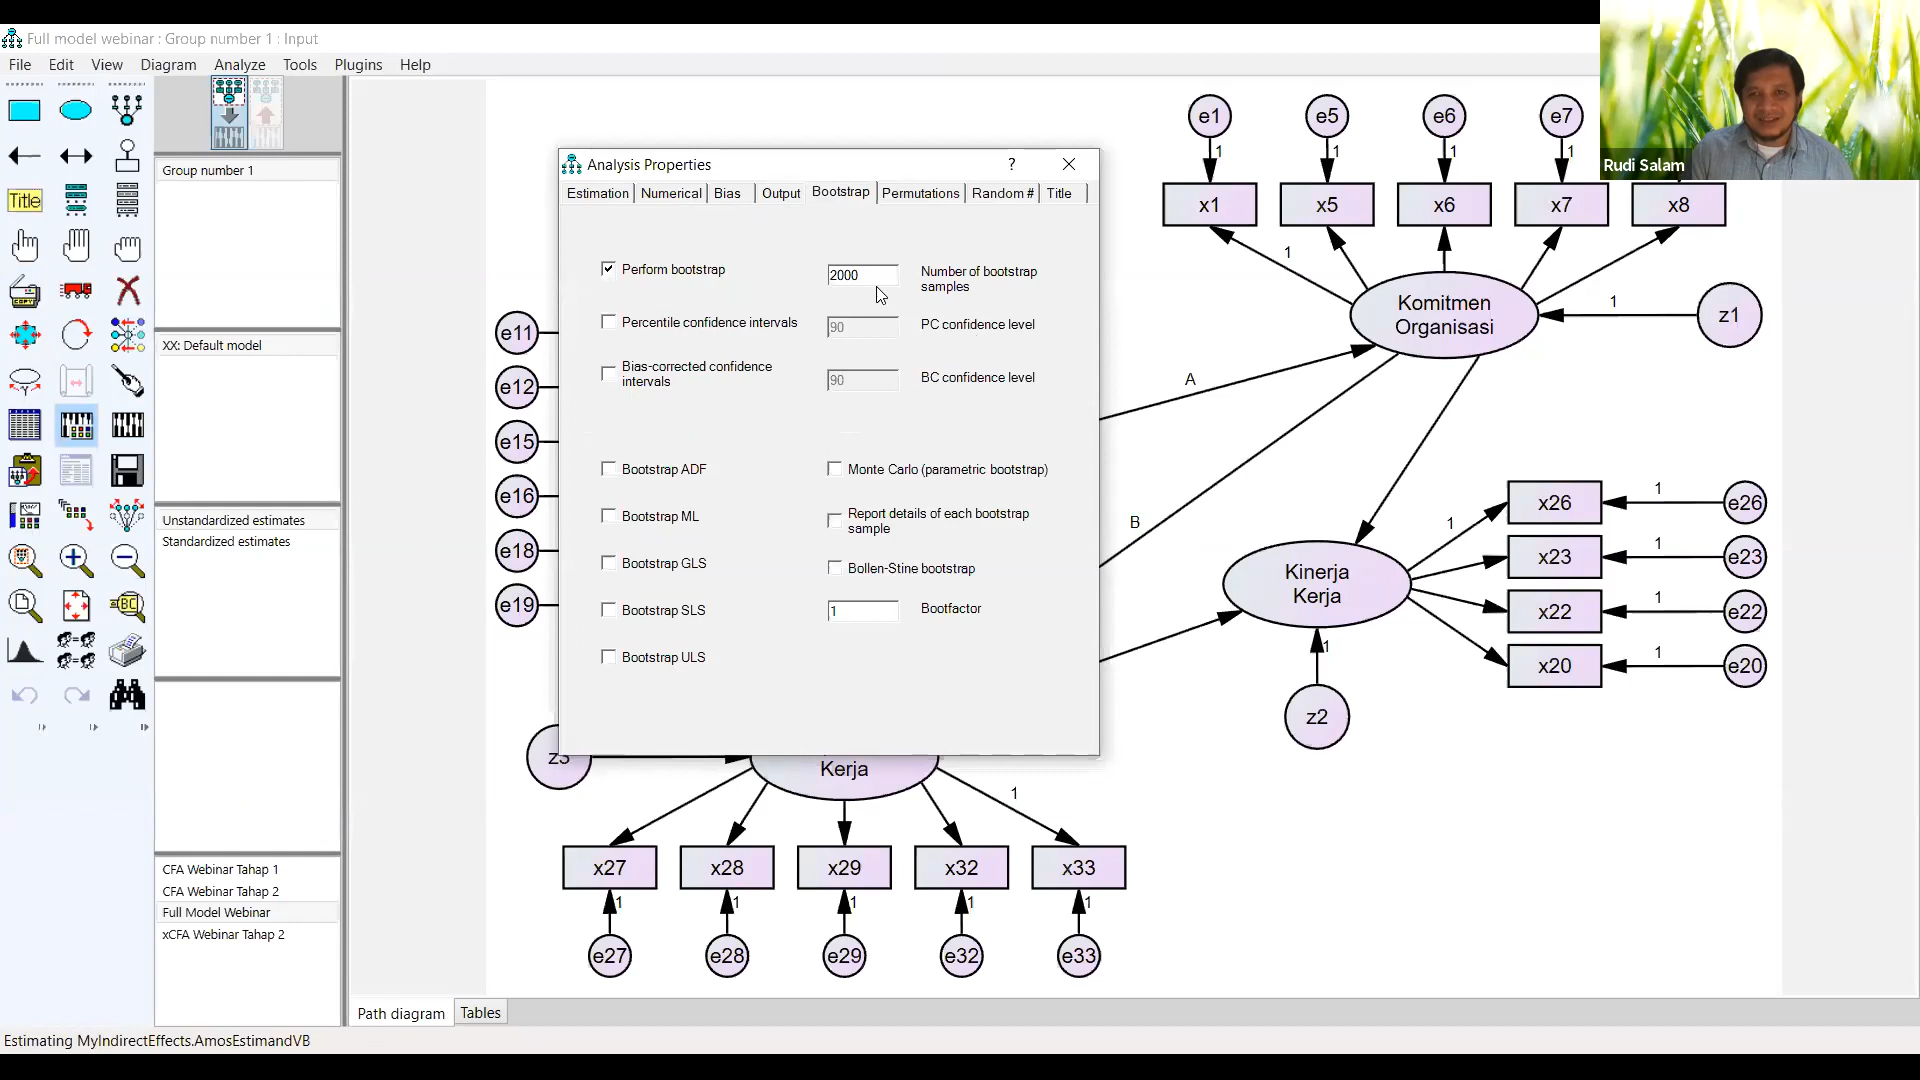 Full model webinar : Group number 1 : Input
File Edit View Diagram Analyze Tools Plugins Help
Rudi Salam
Title
COPY
ABC
Group number 1
XX: Default model
Unstandardized estimates
Standardized estimates
CFA Webinar Tahap 1
CFA Webinar Tahap 2
Full Model Webinar
xCFA Webinar Tahap 2
Analysis Properties ?
Estimation Numerical Bias Output Bootstrap Permutations Random # Title
Perform bootstrap
2000
Number of bootstrap
samples
Percentile confidence intervals
90
PC confidence level
Bias-corrected confidence
intervals
90
BC confidence level
Bootstrap ADF
Monte Carlo (parametric bootstrap)
Bootstrap ML
Report details of each bootstrap
sample
Bootstrap GLS
Bollen-Stine bootstrap
Bootstrap SLS
1
Bootfactor
Bootstrap ULS
e1 e5 e6 e7
1 1 1 1
x1 x5 x6 x7 x8
1
Komitmen
Organisasi
1
z1
A
B
e11
e12
e15
e16
e18
e19
Kinerja
Kerja
1
z2
1
x26 1 e26
x23 1 e23
x22 1 e22
x20 1 e20
z3
Kerja
1
x27 x28 x29 x32 x33
1 1 1 1 1
e27 e28 e29 e32 e33
Path diagram Tables
Estimating MyIndirectEffects.AmosEstimandVB